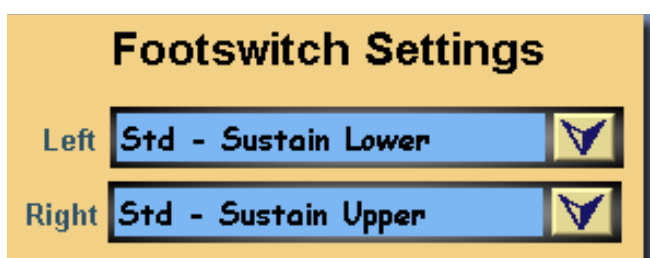 Footswitch Settings
Left Std - Sustain Lower
Right Std - Sustain Upper